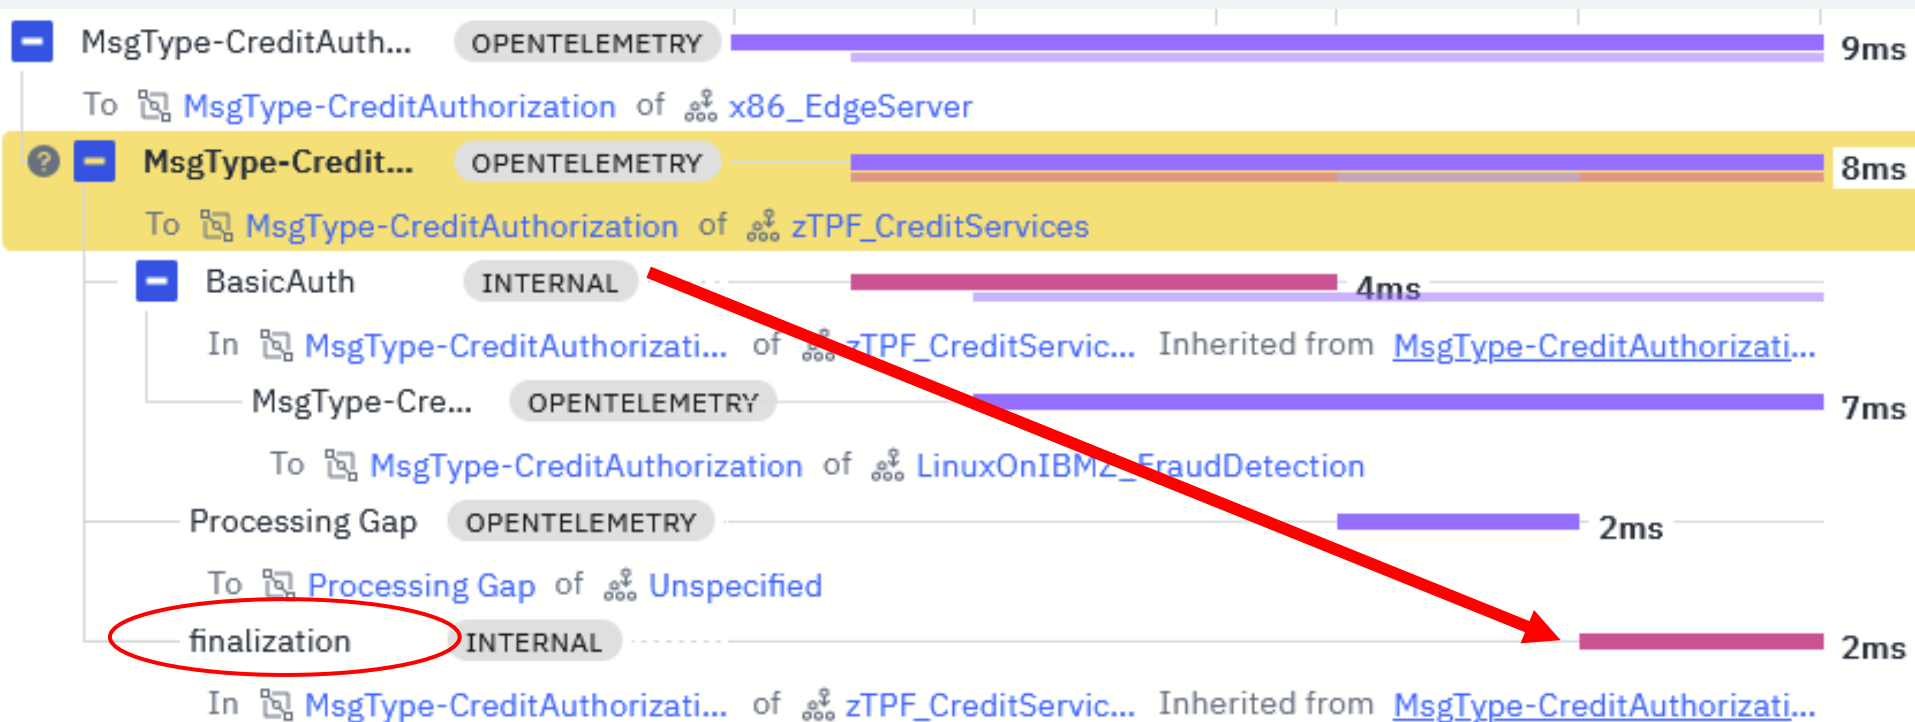 MsgType-CreditAuth... OPENTELEMETRY 9ms
To MsgType-CreditAuthorization of x86_EdgeServer
? MsgType-Credit... OPENTELEMETRY 8ms
To MsgType-CreditAuthorization of zTPF_CreditServices
BasicAuth INTERNAL 4ms
In MsgType-CreditAuthorizati... of zTPF_CreditServic... Inherited from MsgType-CreditAuthorizati...
MsgType-Cre... OPENTELEMETRY 7ms
To MsgType-CreditAuthorization of LinuxOnIBMZ_FraudDetection
Processing Gap OPENTELEMETRY 2ms
To Processing Gap of Unspecified
finalization INTERNAL 2ms
In MsgType-CreditAuthorizati... of zTPF_CreditServic... Inherited from MsgType-CreditAuthorizati...